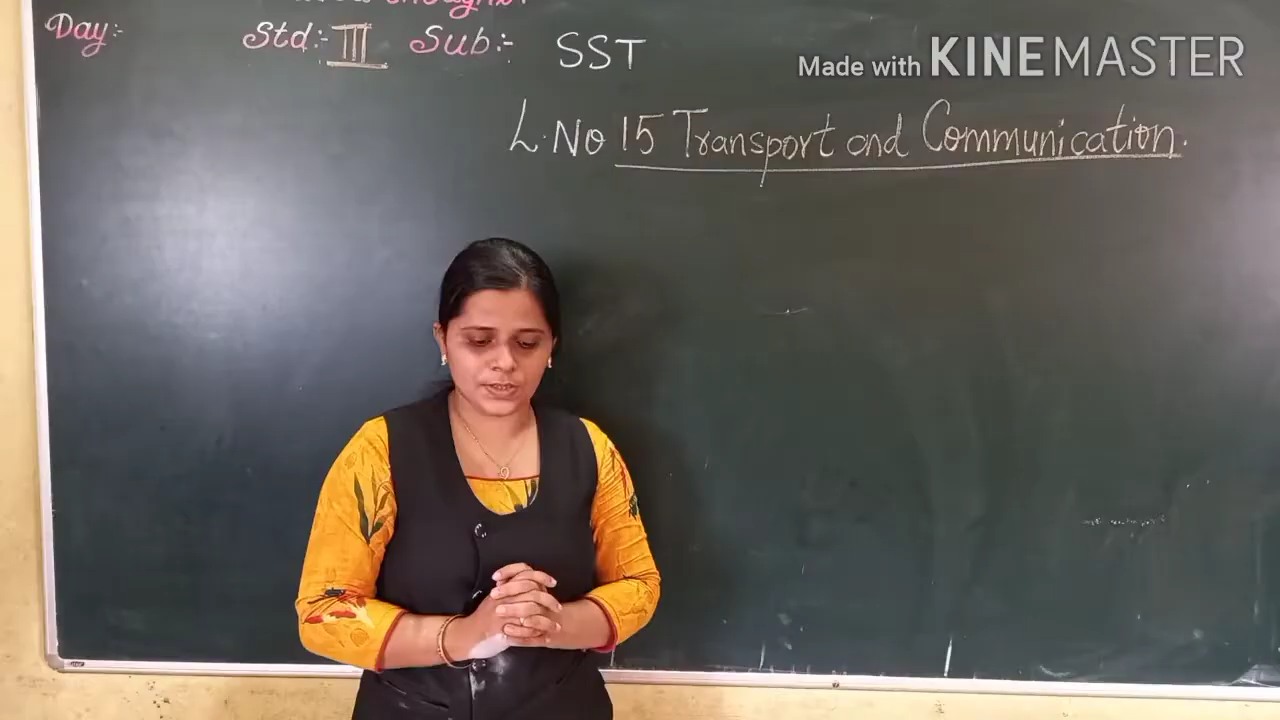 Day:-
Std:- III Sub:- SST
Made with KINEMASTER
L.No 15 Transport and Communication.